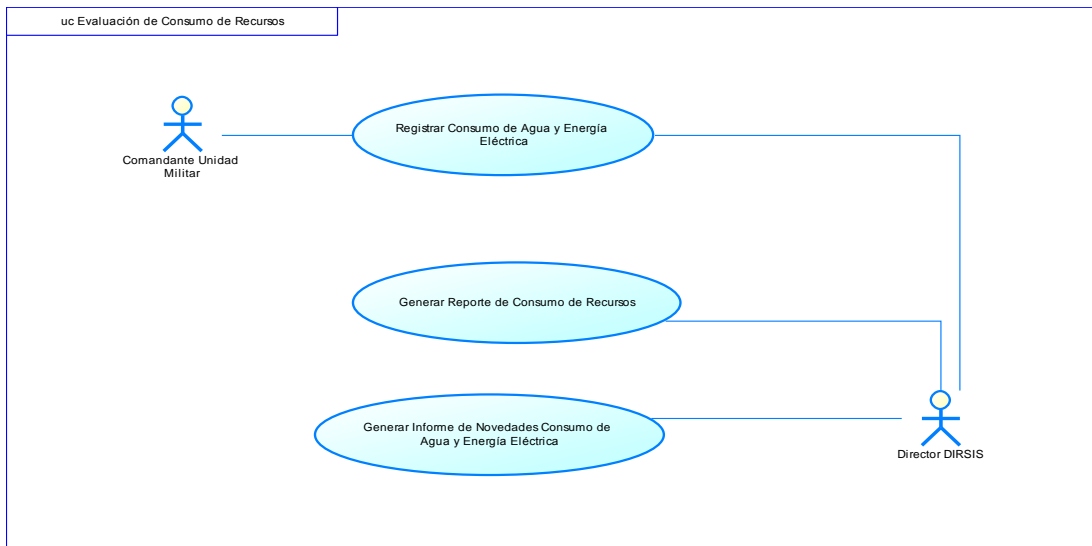 uc Evaluación de Consumo de Recursos
Registrar Consumo de Agua y Energía
Eléctrica
Comandante Unidad
Militar
Generar Reporte de Consumo de Recursos
Generar Informe de Novedades Consumo de
Agua y Energía Eléctrica
Director DIRSIS